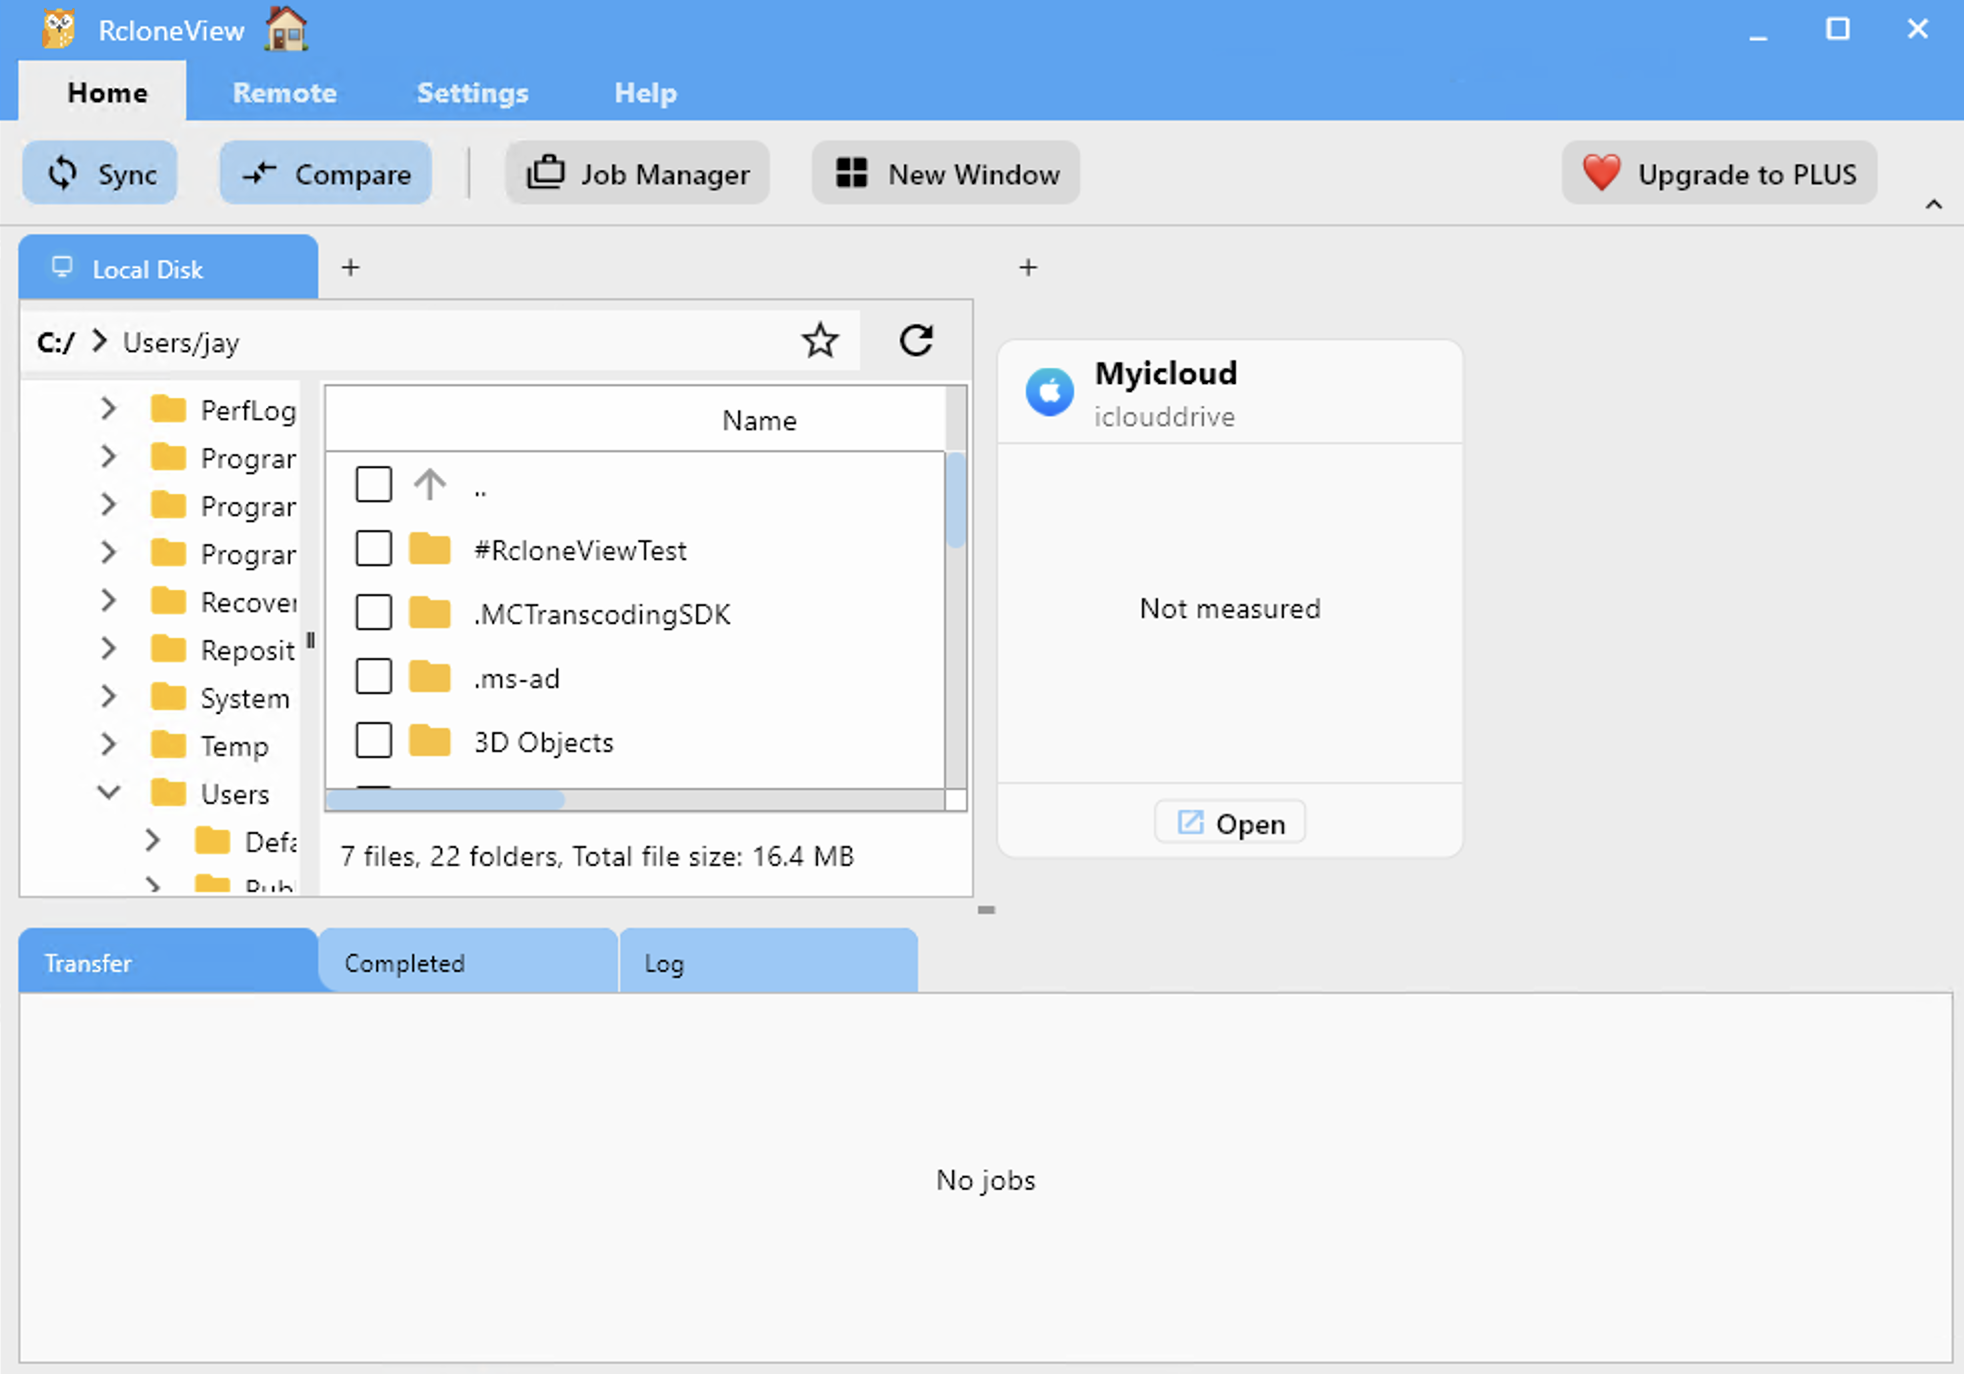 RcloneView
Home Remote Settings Help
Sync Compare Job Manager New Window Upgrade to PLUS
Local Disk + +
C:/ Users/jay
PerfLog
Prograr
Prograr
Prograr
Recover
Reposit
System
Temp
Users
Defa
Name
..
#RcloneViewTest
.MCTranscodingSDK
.ms-ad
3D Objects
7 files, 22 folders, Total file size: 16.4 MB
Myicloud
iclouddrive
Not measured
Open
Transfer Completed Log
No jobs